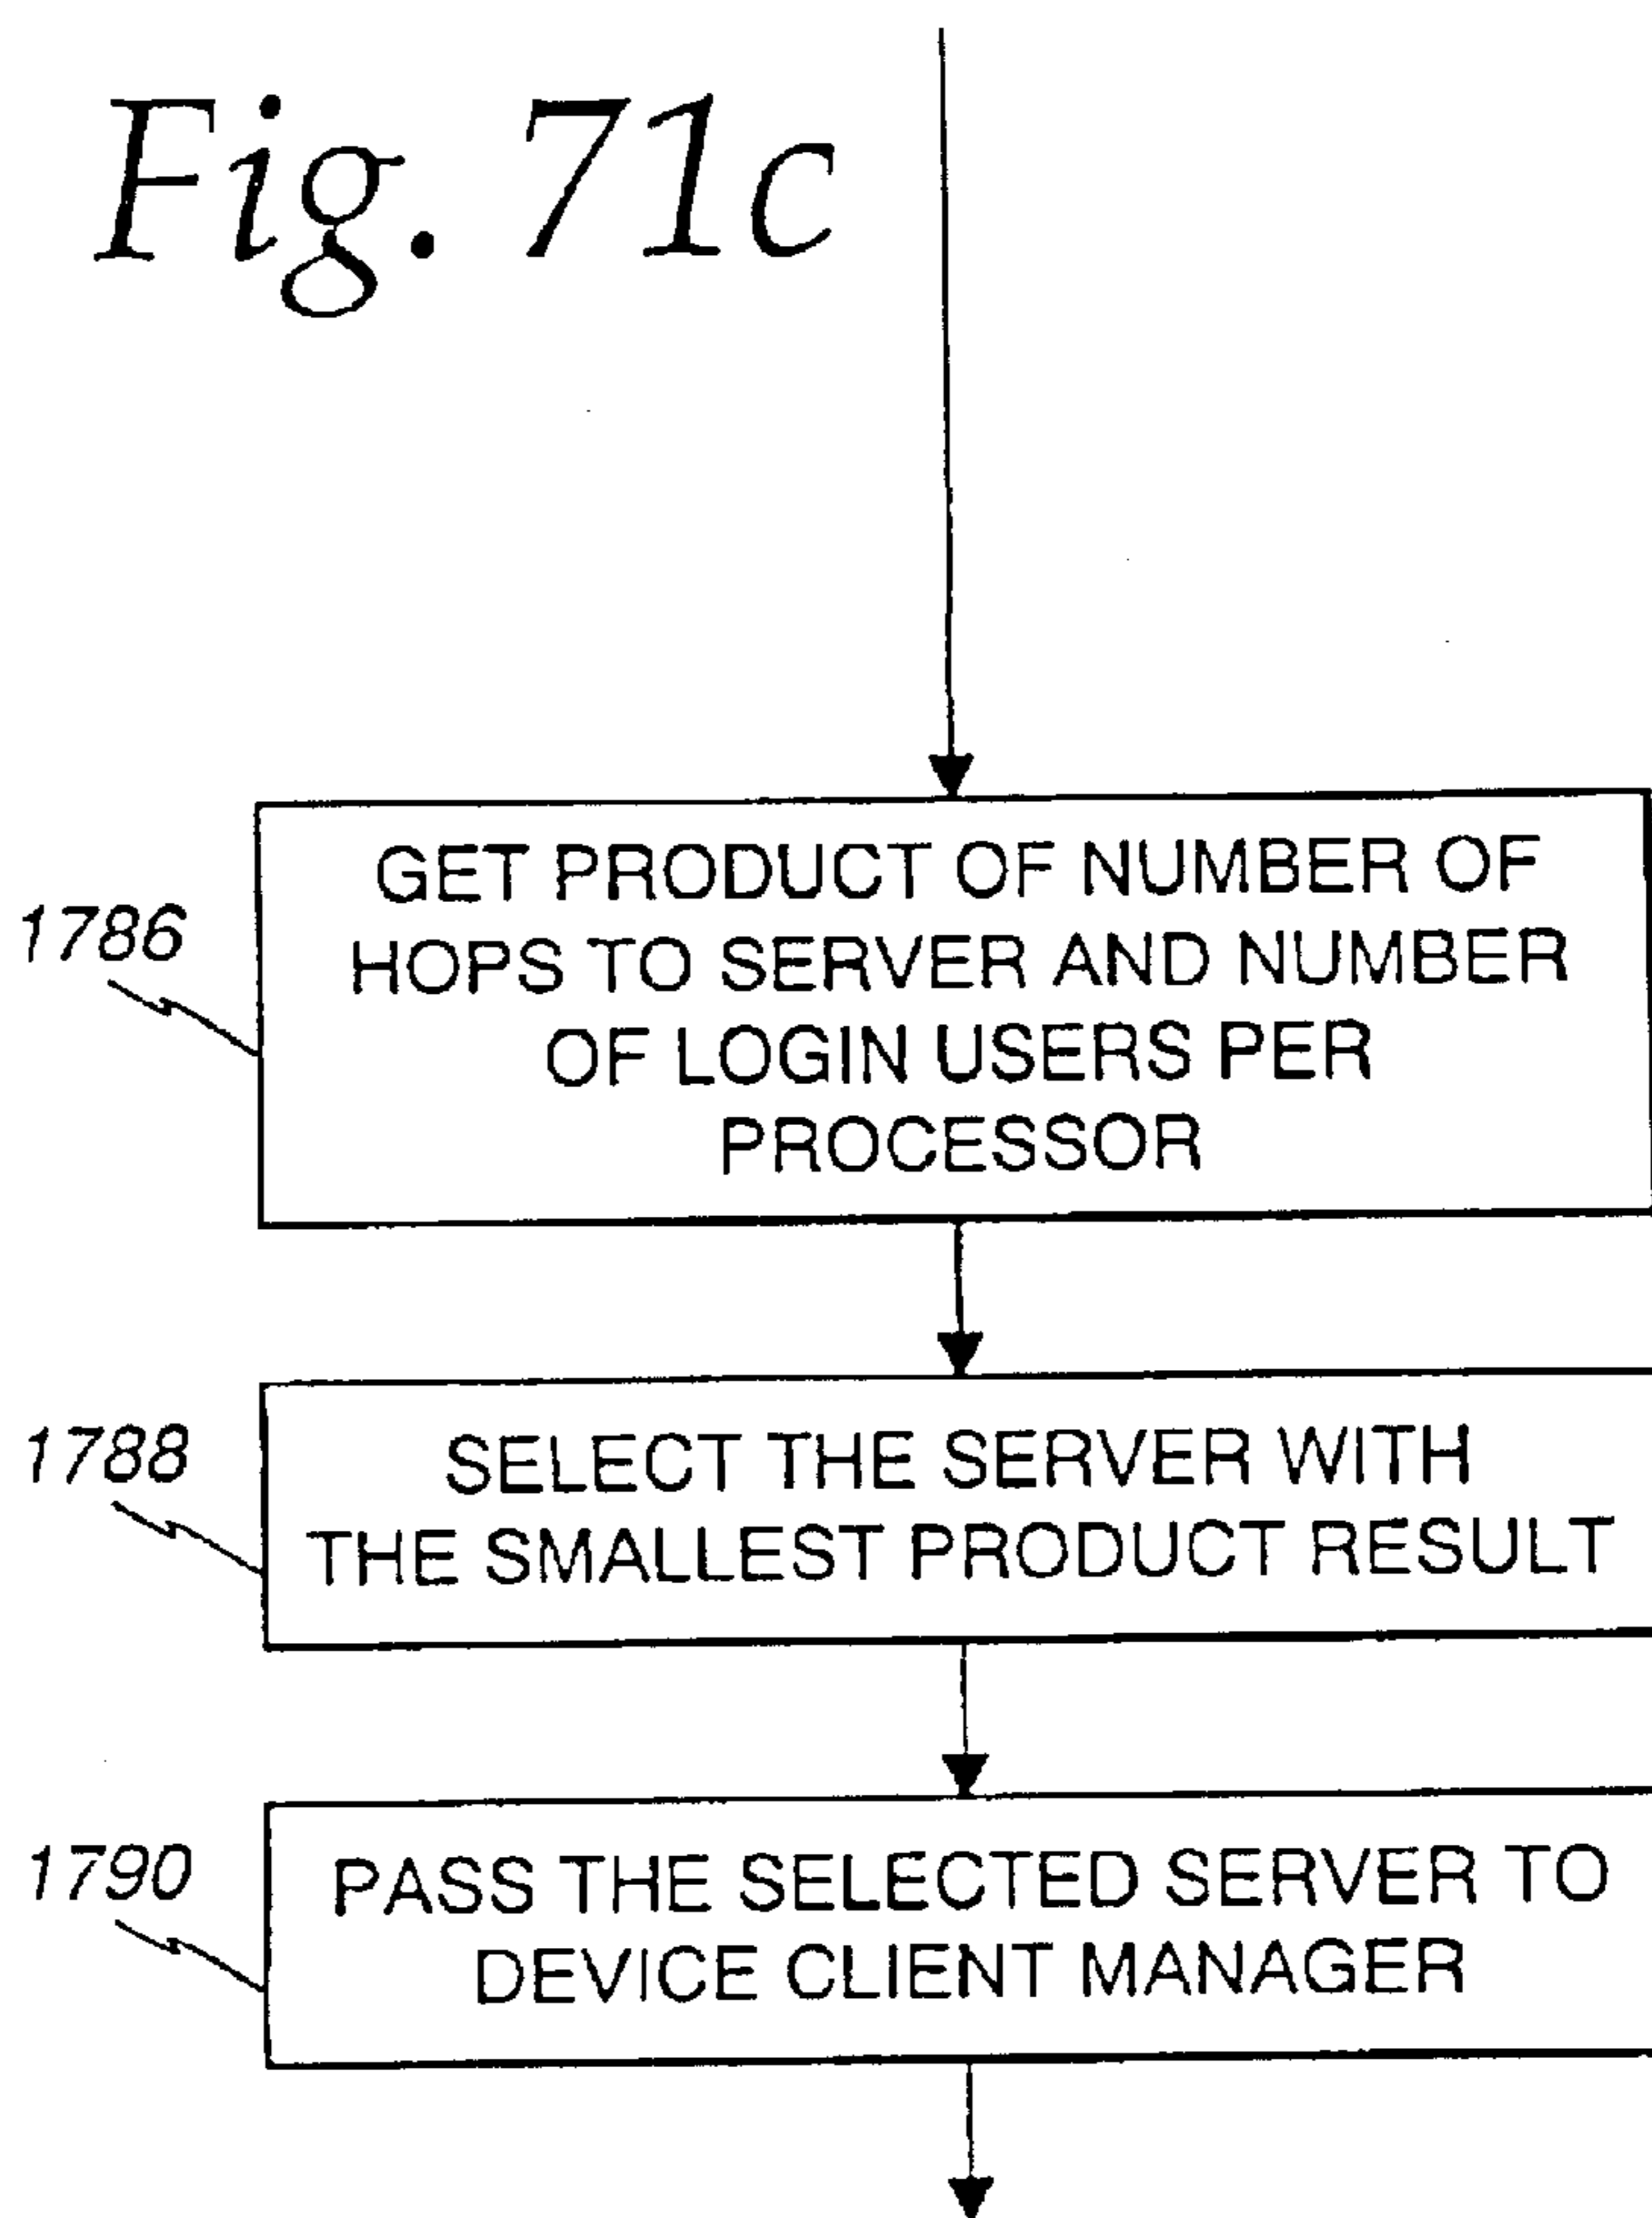 Fig. 71c
GET PRODUCT OF NUMBER OF
HOPS TO SERVER AND NUMBER
OF LOGIN USERS PER
PROCESSOR
1786
SELECT THE SERVER WITH
THE SMALLEST PRODUCT RESULT
1788
PASS THE SELECTED SERVER TO
DEVICE CLIENT MANAGER
1790